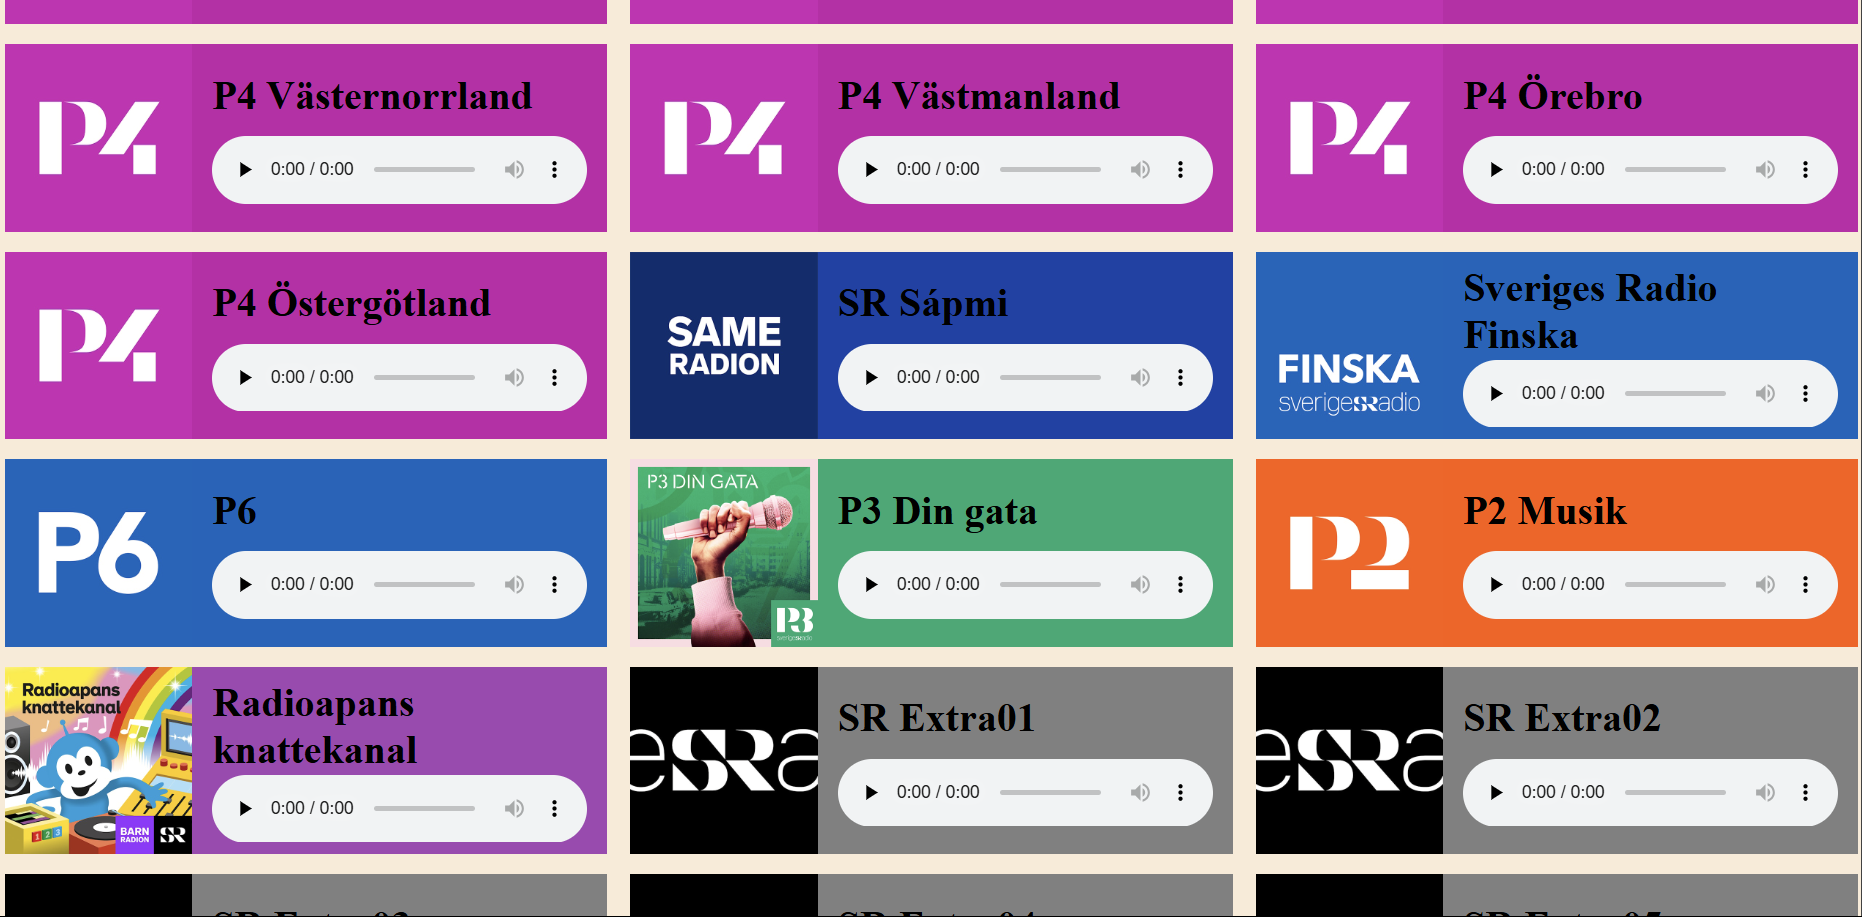 P4
P4 Västernorrland
0:00 / 0:00
P4
P4 Västmanland
0:00 / 0:00
P4
P4 Örebro
0:00 / 0:00
P4
P4 Östergötland
0:00 / 0:00
SAME
RADION
SR Sápmi
0:00 / 0:00
FINSKA
sverigeSRadio
Sveriges Radio
Finska
0:00 / 0:00
P6
P6
0:00 / 0:00
P3 DIN GATA
P3
sverigeSRadio
P3 Din gata
0:00 / 0:00
P2
P2 Musik
0:00 / 0:00
Radioapans
knattekanal
1 2 3
BARN
RADION
SR
Radioapans
knattekanal
0:00 / 0:00
eSRa
SR Extra01
0:00 / 0:00
eSRa
SR Extra02
0:00 / 0:00